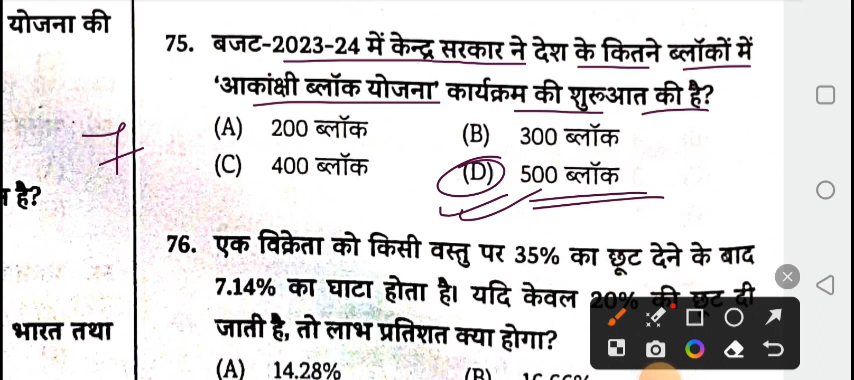 योजना की
75. बजट-2023-24 में केन्द्र सरकार ने देश के कितने ब्लॉकों में
‘आकांक्षी ब्लॉक योजना’ कार्यक्रम की शुरूआत की है?
(A) 200 ब्लॉक (B) 300 ब्लॉक
(C) 400 ब्लॉक (D) 500 ब्लॉक
है?
76. एक विक्रेता को किसी वस्तु पर 35% का छूट देने के बाद
7.14% का घाटा होता है। यदि केवल 20% की छूट दी
भारत तथा
जाती है, तो लाभ प्रतिशत क्या होगा?
(A) 14.28% (B)